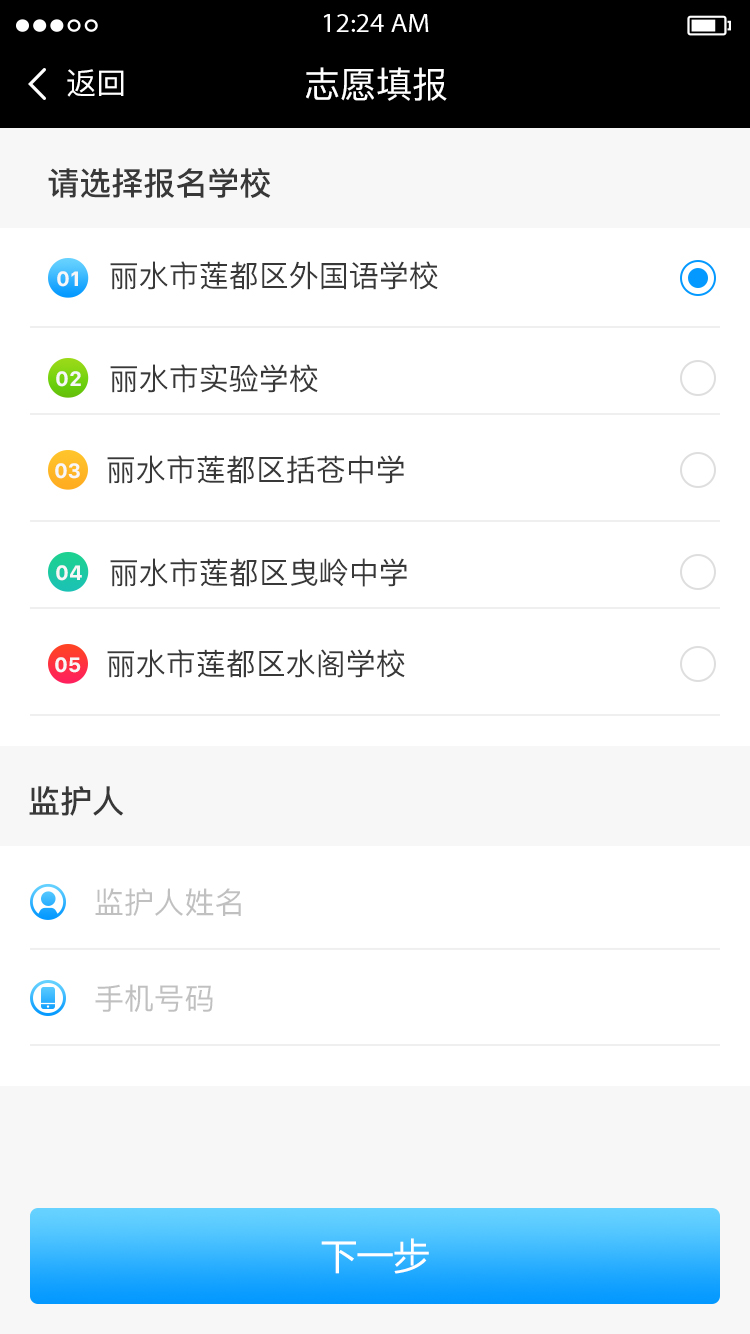 12:24 AM
返回
志愿填报
请选择报名学校
01 丽水市莲都区外国语学校
02 丽水市实验学校
03 丽水市莲都区括苍中学
04 丽水市莲都区曳岭中学
05 丽水市莲都区水阁学校
监护人
监护人姓名
手机号码
下一步